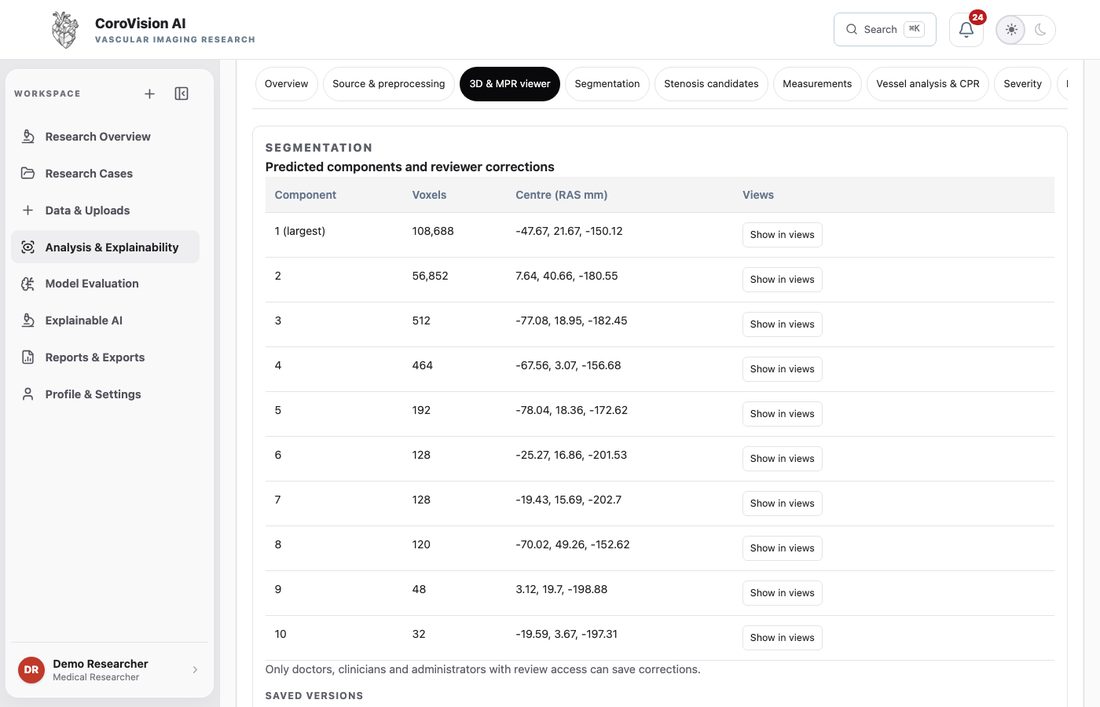 CoroVision AI
VASCULAR IMAGING RESEARCH
Search ⌘K
24
WORKSPACE
Research Overview
Research Cases
Data & Uploads
Analysis & Explainability
Model Evaluation
Explainable AI
Reports & Exports
Profile & Settings
DR
Demo Researcher
Medical Researcher
Overview Source & preprocessing 3D & MPR viewer Segmentation Stenosis candidates Measurements Vessel analysis & CPR Severity
SEGMENTATION
Predicted components and reviewer corrections
Component Voxels Centre (RAS mm) Views
1 (largest) 108,688 -47.67, 21.67, -150.12 Show in views
2 56,852 7.64, 40.66, -180.55 Show in views
3 512 -77.08, 18.95, -182.45 Show in views
4 464 -67.56, 3.07, -156.68 Show in views
5 192 -78.04, 18.36, -172.62 Show in views
6 128 -25.27, 16.86, -201.53 Show in views
7 128 -19.43, 15.69, -202.7 Show in views
8 120 -70.02, 49.26, -152.62 Show in views
9 48 3.12, 19.7, -198.88 Show in views
10 32 -19.59, 3.67, -197.31 Show in views
Only doctors, clinicians and administrators with review access can save corrections.
SAVED VERSIONS